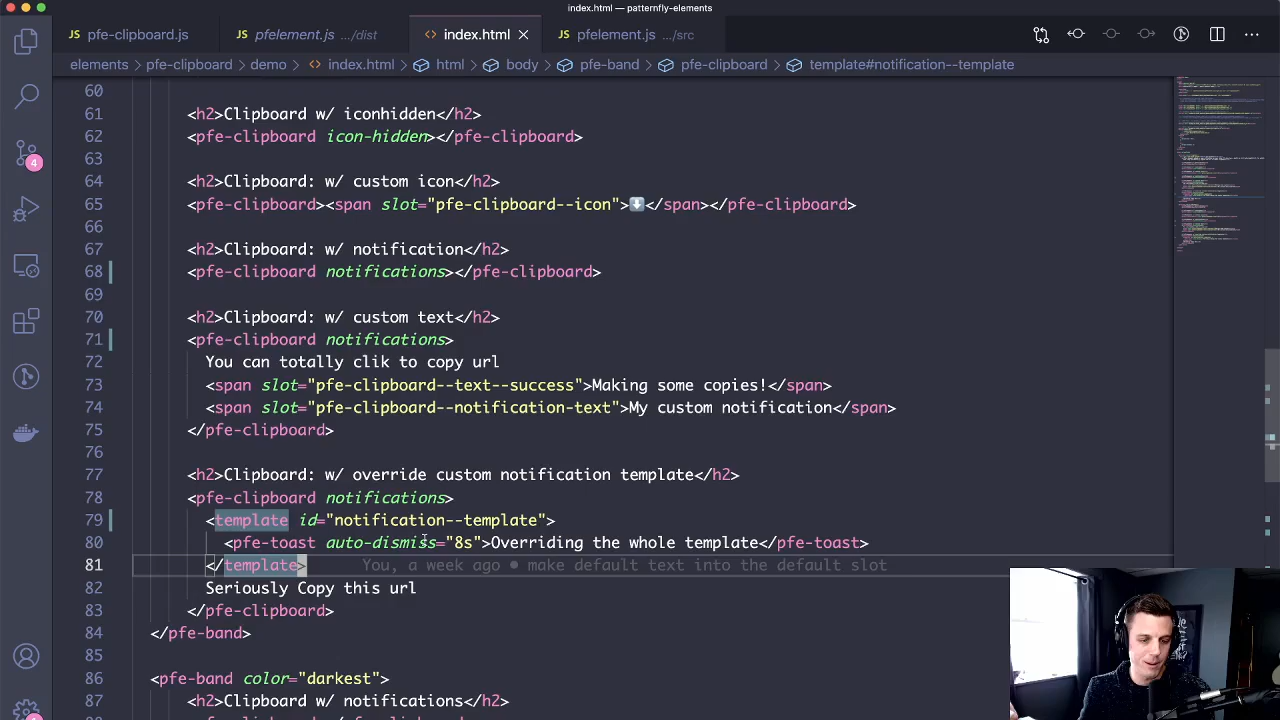 index.html — patternfly-elements
pfe-clipboard.js
pfelement.js .../dist
index.html
pfelement.js .../src
elements > pfe-clipboard > demo > index.html > html > body > pfe-band > pfe-clipboard > template#notification--template
60
61 <h2>Clipboard w/ iconhidden</h2>
62 <pfe-clipboard icon-hidden></pfe-clipboard>
63
64 <h2>Clipboard: w/ custom icon</h2>
65 <pfe-clipboard><span slot="pfe-clipboard--icon">⬇️</span></pfe-clipboard>
66
67 <h2>Clipboard: w/ notification</h2>
68 <pfe-clipboard notifications></pfe-clipboard>
69
70 <h2>Clipboard: w/ custom text</h2>
71 <pfe-clipboard notifications>
72 You can totally clik to copy url
73 <span slot="pfe-clipboard--text--success">Making some copies!</span>
74 <span slot="pfe-clipboard--notification-text">My custom notification</span>
75 </pfe-clipboard>
76
77 <h2>Clipboard: w/ override custom notification template</h2>
78 <pfe-clipboard notifications>
79 <template id="notification--template">
80 <pfe-toast auto-dismiss="8s">Overriding the whole template</pfe-toast>
81 </template> You, a week ago • make default text into the default slot
82 Seriously Copy this url
83 </pfe-clipboard>
84 </pfe-band>
85
86 <pfe-band color="darkest">
87 <h2>Clipboard w/ notifications</h2>
4
1